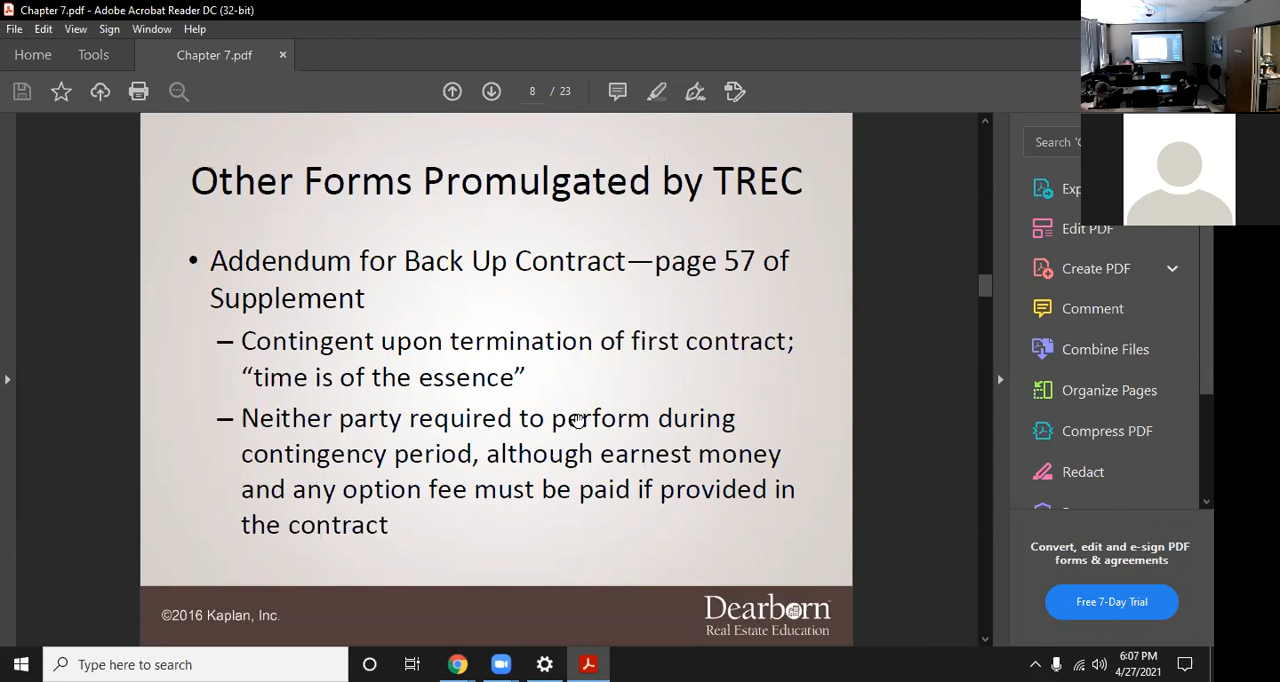 Chapter 7.pdf - Adobe Acrobat Reader DC (32-bit)
File Edit View Sign Window Help
Home Tools Chapter 7.pdf ×
8 / 23
Other Forms Promulgated by TREC
• Addendum for Back Up Contract—page 57 of
Supplement
– Contingent upon termination of first contract;
“time is of the essence”
– Neither party required to perform during
contingency period, although earnest money
and any option fee must be paid if provided in
the contract
©2016 Kaplan, Inc.
Dearborn
Real Estate Education
Search 'C
Exp
Edit PDF
Create PDF
Comment
Combine Files
Organize Pages
Compress PDF
Redact
Convert, edit and e-sign PDF
forms & agreements
Free 7-Day Trial
Type here to search
6:07 PM
4/27/2021